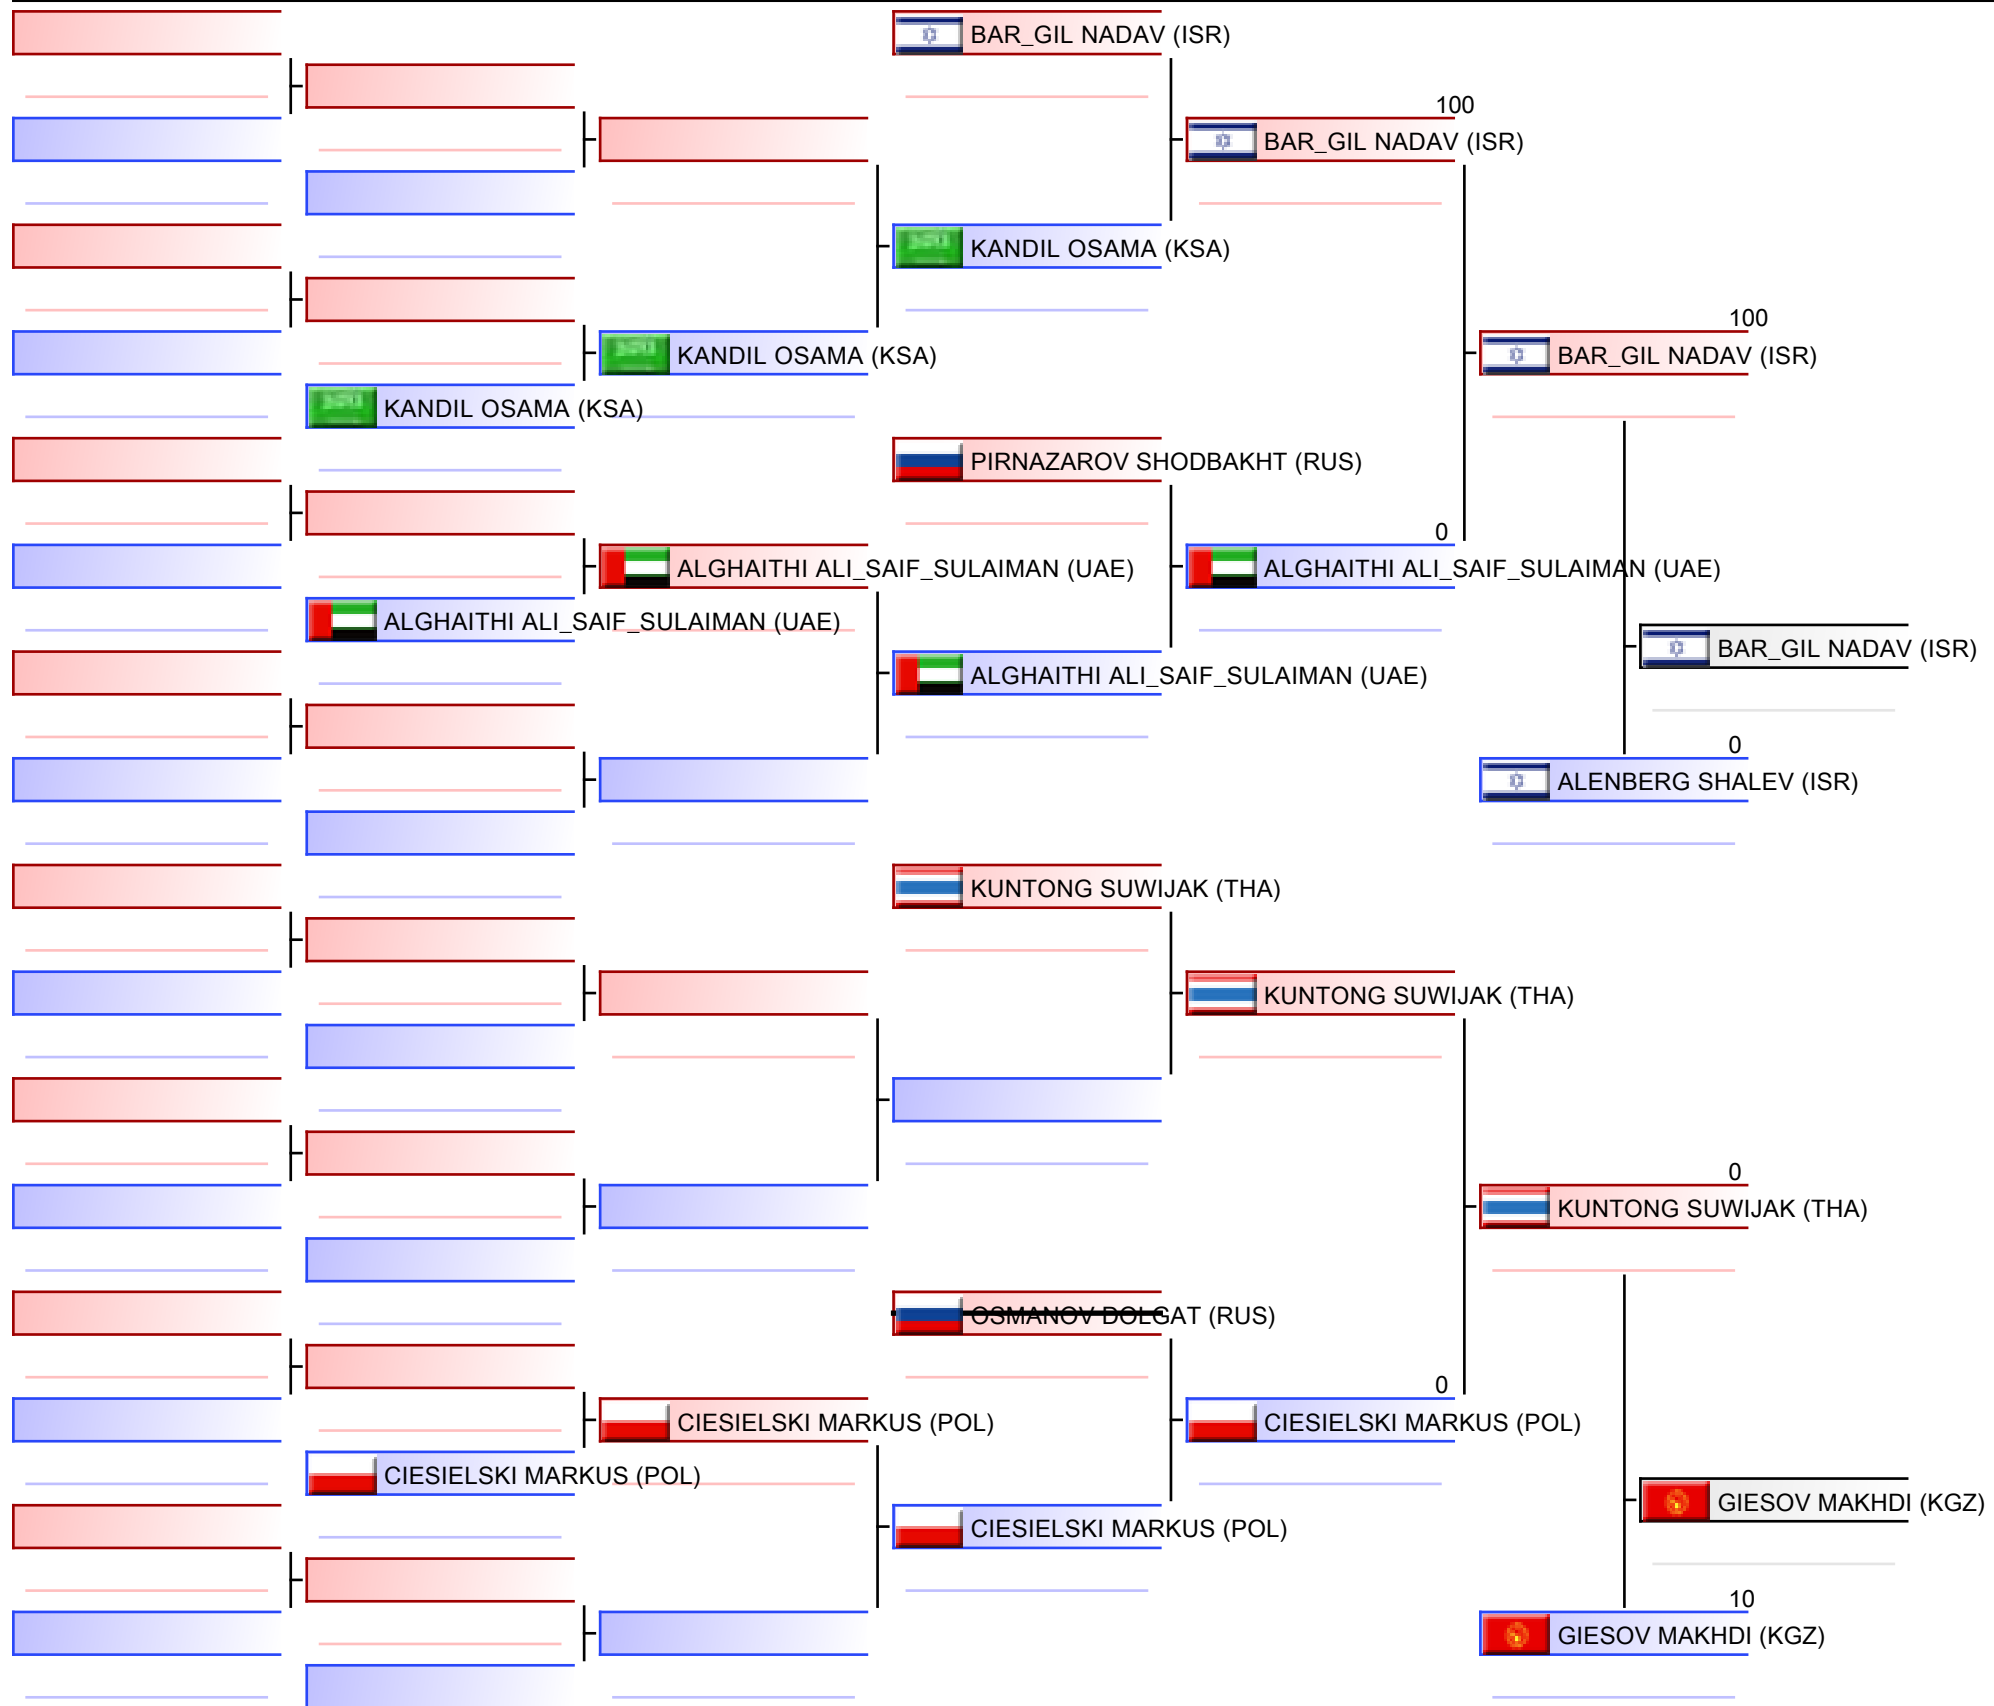 BAR_GIL NADAV (ISR)
100
BAR_GIL NADAV (ISR)
KANDIL OSAMA (KSA)
100
KANDIL OSAMA (KSA)
BAR_GIL NADAV (ISR)
KANDIL OSAMA (KSA)
PIRNAZAROV SHODBAKHT (RUS)
0
ALGHAITHI ALI_SAIF_SULAIMAN (UAE)
ALGHAITHI ALI_SAIF_SULAIMAN (UAE)
ALGHAITHI ALI_SAIF_SULAIMAN (UAE)
BAR_GIL NADAV (ISR)
ALGHAITHI ALI_SAIF_SULAIMAN (UAE)
0
ALENBERG SHALEV (ISR)
KUNTONG SUWIJAK (THA)
KUNTONG SUWIJAK (THA)
0
KUNTONG SUWIJAK (THA)
OSMANOV DOLGAT (RUS)
0
CIESIELSKI MARKUS (POL)
CIESIELSKI MARKUS (POL)
CIESIELSKI MARKUS (POL)
GIESOV MAKHDI (KGZ)
CIESIELSKI MARKUS (POL)
10
GIESOV MAKHDI (KGZ)